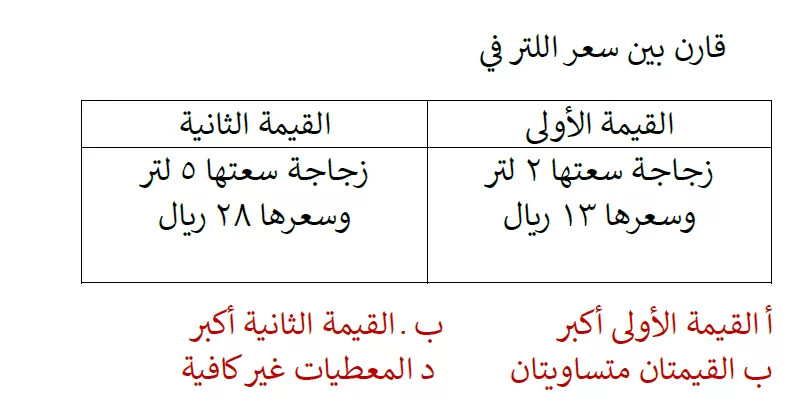 قارن بين سعر اللتر في
القيمة الأولى
القيمة الثانية
زجاجة سعتها ٢ لتر
وسعرها ١٣ ريال
زجاجة سعتها ٥ لتر
وسعرها ٢٨ ريال
أ القيمة الأولى أكبر
ب . القيمة الثانية أكبر
ب القيمتان متساويتان
د المعطيات غير كافية